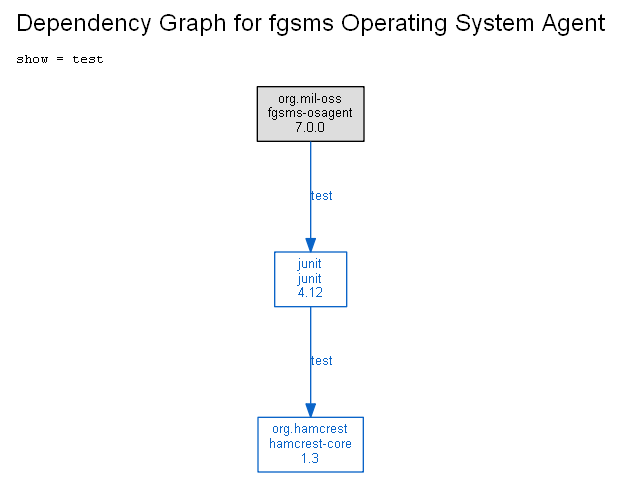 Dependency Graph for fgsms Operating System Agent
show = test
org.mil-oss
fgsms-osagent
7.0.0
test
junit
junit
4.12
test
org.hamcrest
hamcrest-core
1.3